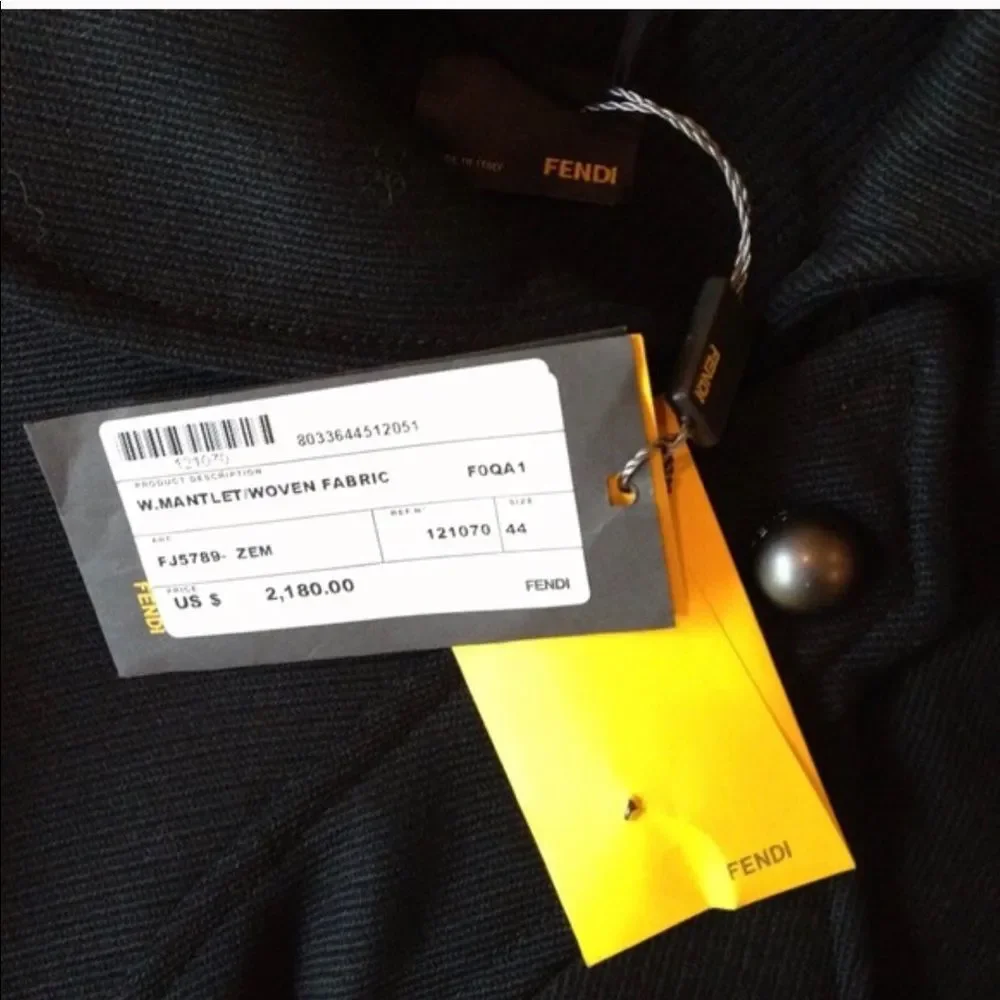 FENDI
FENDI
121070
8033644512051
PRODUCT DESCRIPTION
W.MANTLET/WOVEN FABRIC F0QA1
REF.N°
SIZE
FJ5789- ZEM
121070
44
PRICE
US $ 2,180.00
FENDI
FENDI
FENDI